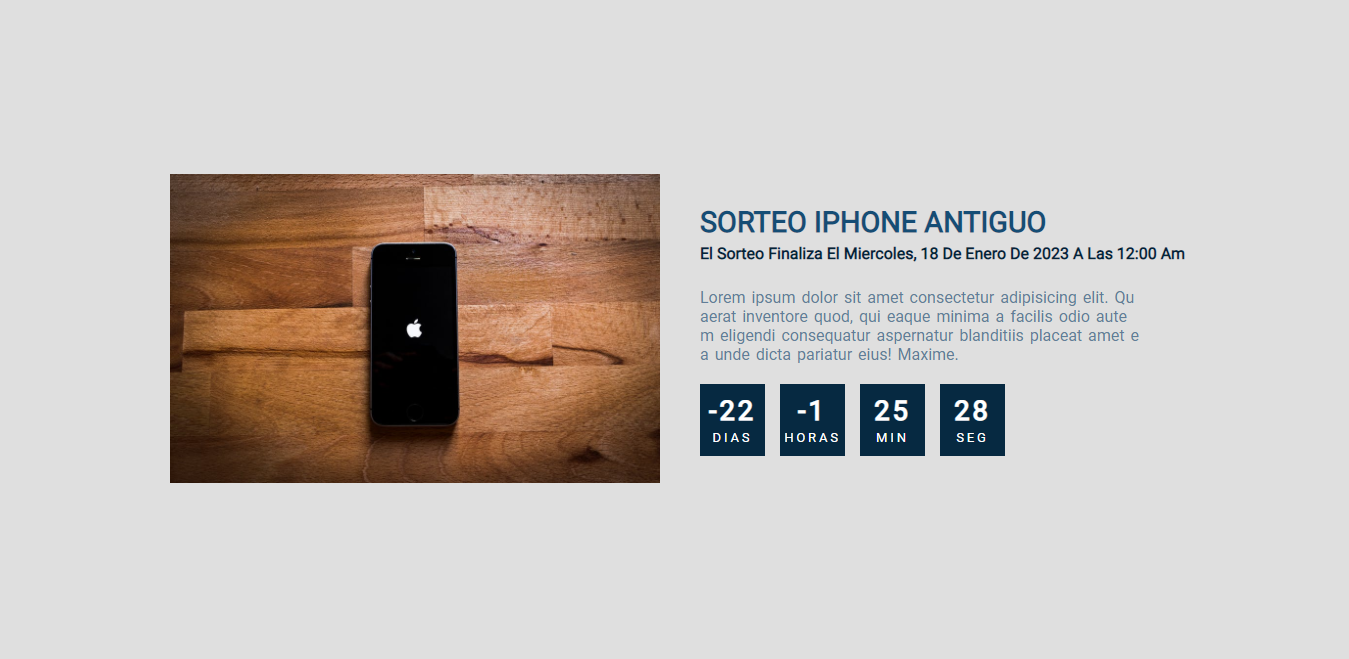 SORTEO IPHONE ANTIGUO
El Sorteo Finaliza El Miercoles, 18 De Enero De 2023 A Las 12:00 Am
Lorem ipsum dolor sit amet consectetur adipisicing elit. Qu
aerat inventore quod, qui eaque minima a facilis odio aute
m eligendi consequatur aspernatur blanditiis placeat amet e
a unde dicta pariatur eius! Maxime.
-22 -1 25 28
DIAS HORAS MIN SEG